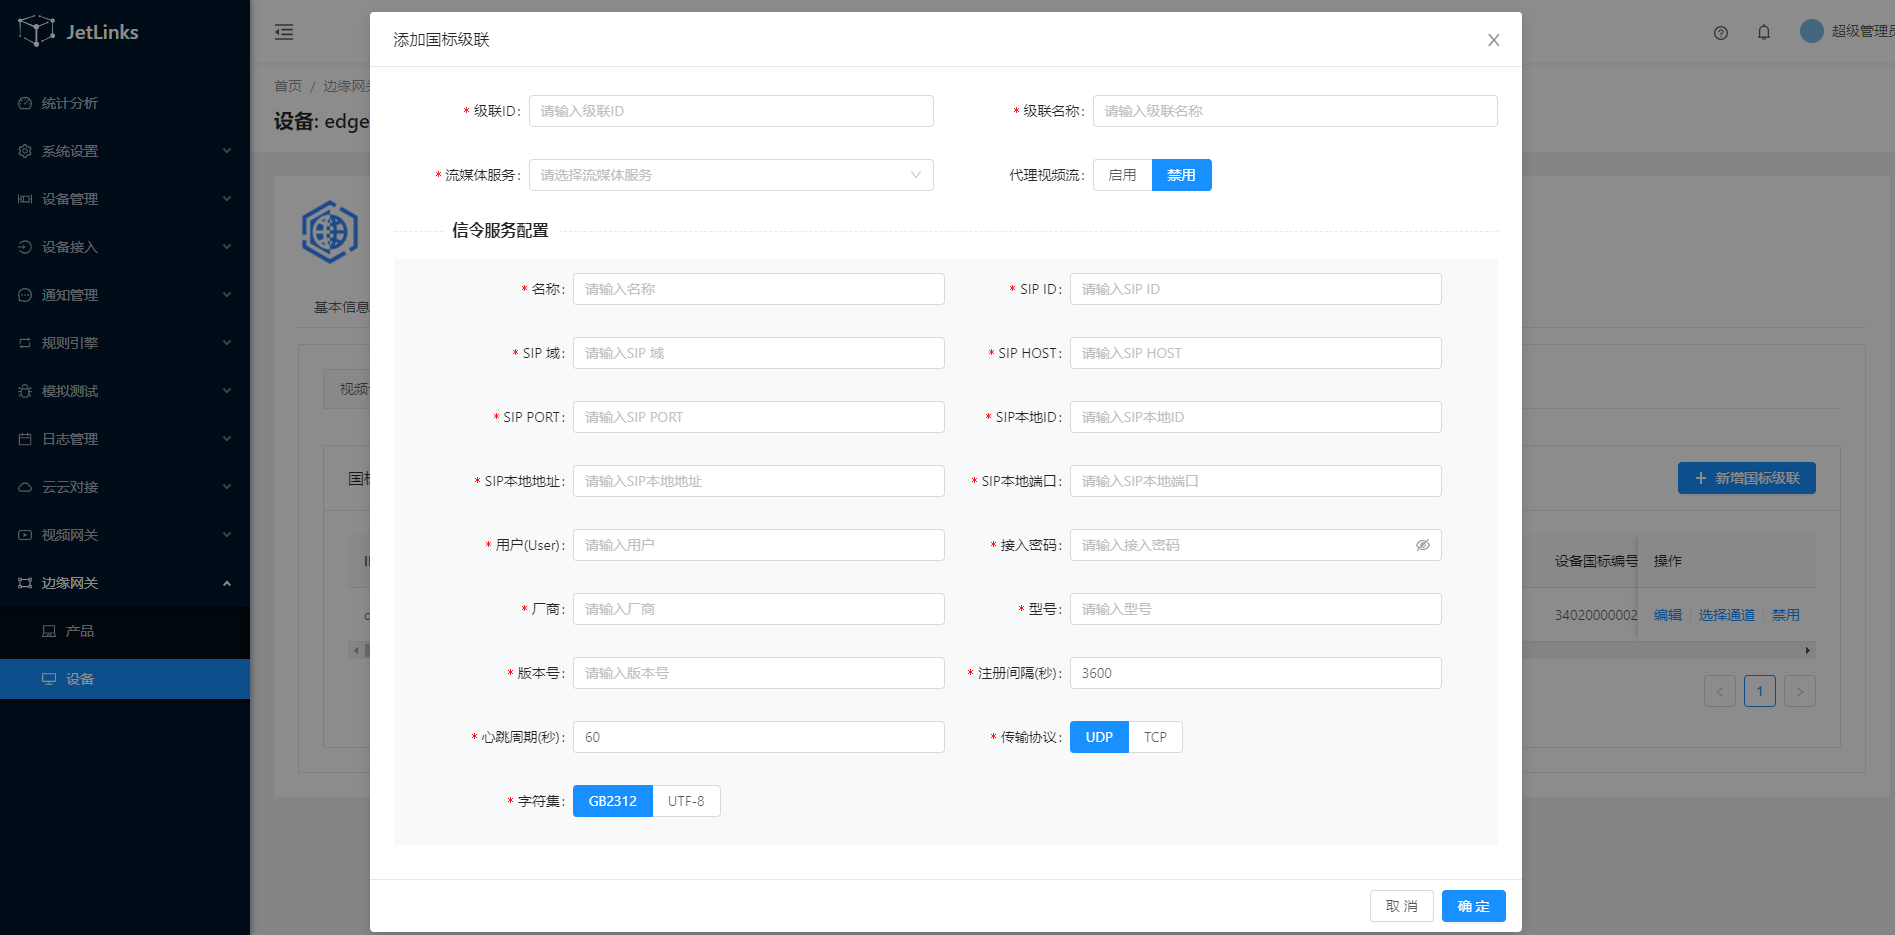 JetLinks
统计分析
系统设置
设备管理
设备接入
通知管理
规则引擎
模拟测试
日志管理
云云对接
视频网关
边缘网关
产品
设备
超级管理员
首页 / 边缘网关
设备: edge
基本信息
视频
国标
新增国标级联
设备国标编号 操作
34020000002 编辑 选择通道 禁用
1
添加国标级联
* 级联ID: 请输入级联ID
* 级联名称: 请输入级联名称
* 流媒体服务: 请选择流媒体服务
代理视频流: 启用 禁用
信令服务配置
* 名称: 请输入名称
* SIP ID: 请输入SIP ID
* SIP 域: 请输入SIP 域
* SIP HOST: 请输入SIP HOST
* SIP PORT: 请输入SIP PORT
* SIP本地ID: 请输入SIP本地ID
* SIP本地地址: 请输入SIP本地地址
* SIP本地端口: 请输入SIP本地端口
* 用户(User): 请输入用户
* 接入密码: 请输入接入密码
* 厂商: 请输入厂商
* 型号: 请输入型号
* 版本号: 请输入版本号
* 注册间隔(秒): 3600
* 心跳周期(秒): 60
* 传输协议: UDP TCP
* 字符集: GB2312 UTF-8
取 消 确 定